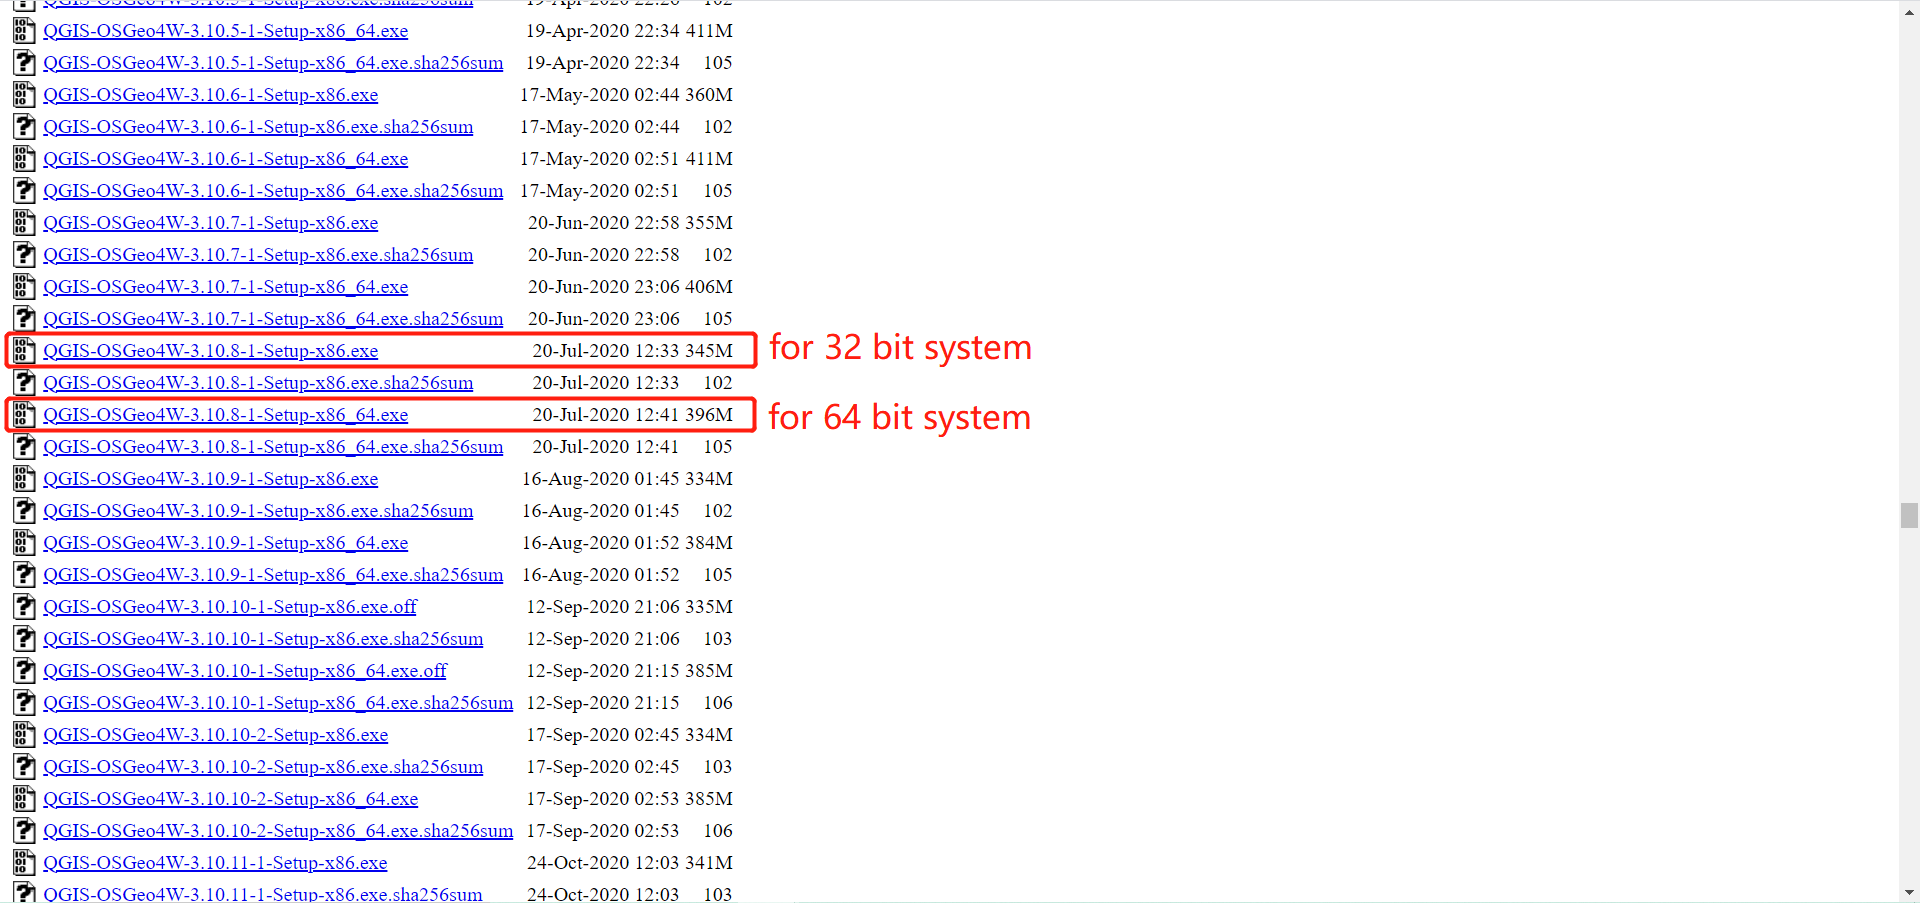 19-Apr-2020 22:26 102
QGIS-OSGeo4W-3.10.5-1-Setup-x86_64.exe 19-Apr-2020 22:34 411M
QGIS-OSGeo4W-3.10.5-1-Setup-x86_64.exe.sha256sum 19-Apr-2020 22:34 105
QGIS-OSGeo4W-3.10.6-1-Setup-x86.exe 17-May-2020 02:44 360M
QGIS-OSGeo4W-3.10.6-1-Setup-x86.exe.sha256sum 17-May-2020 02:44 102
QGIS-OSGeo4W-3.10.6-1-Setup-x86_64.exe 17-May-2020 02:51 411M
QGIS-OSGeo4W-3.10.6-1-Setup-x86_64.exe.sha256sum 17-May-2020 02:51 105
QGIS-OSGeo4W-3.10.7-1-Setup-x86.exe 20-Jun-2020 22:58 355M
QGIS-OSGeo4W-3.10.7-1-Setup-x86.exe.sha256sum 20-Jun-2020 22:58 102
QGIS-OSGeo4W-3.10.7-1-Setup-x86_64.exe 20-Jun-2020 23:06 406M
QGIS-OSGeo4W-3.10.7-1-Setup-x86_64.exe.sha256sum 20-Jun-2020 23:06 105
QGIS-OSGeo4W-3.10.8-1-Setup-x86.exe 20-Jul-2020 12:33 345M for 32 bit system
QGIS-OSGeo4W-3.10.8-1-Setup-x86.exe.sha256sum 20-Jul-2020 12:33 102
QGIS-OSGeo4W-3.10.8-1-Setup-x86_64.exe 20-Jul-2020 12:41 396M for 64 bit system
QGIS-OSGeo4W-3.10.8-1-Setup-x86_64.exe.sha256sum 20-Jul-2020 12:41 105
QGIS-OSGeo4W-3.10.9-1-Setup-x86.exe 16-Aug-2020 01:45 334M
QGIS-OSGeo4W-3.10.9-1-Setup-x86.exe.sha256sum 16-Aug-2020 01:45 102
QGIS-OSGeo4W-3.10.9-1-Setup-x86_64.exe 16-Aug-2020 01:52 384M
QGIS-OSGeo4W-3.10.9-1-Setup-x86_64.exe.sha256sum 16-Aug-2020 01:52 105
QGIS-OSGeo4W-3.10.10-1-Setup-x86.exe.off 12-Sep-2020 21:06 335M
QGIS-OSGeo4W-3.10.10-1-Setup-x86.exe.sha256sum 12-Sep-2020 21:06 103
QGIS-OSGeo4W-3.10.10-1-Setup-x86_64.exe.off 12-Sep-2020 21:15 385M
QGIS-OSGeo4W-3.10.10-1-Setup-x86_64.exe.sha256sum 12-Sep-2020 21:15 106
QGIS-OSGeo4W-3.10.10-2-Setup-x86.exe 17-Sep-2020 02:45 334M
QGIS-OSGeo4W-3.10.10-2-Setup-x86.exe.sha256sum 17-Sep-2020 02:45 103
QGIS-OSGeo4W-3.10.10-2-Setup-x86_64.exe 17-Sep-2020 02:53 385M
QGIS-OSGeo4W-3.10.10-2-Setup-x86_64.exe.sha256sum 17-Sep-2020 02:53 106
QGIS-OSGeo4W-3.10.11-1-Setup-x86.exe 24-Oct-2020 12:03 341M
QGIS-OSGeo4W-3.10.11-1-Setup-x86.exe.sha256sum 24-Oct-2020 12:03 103